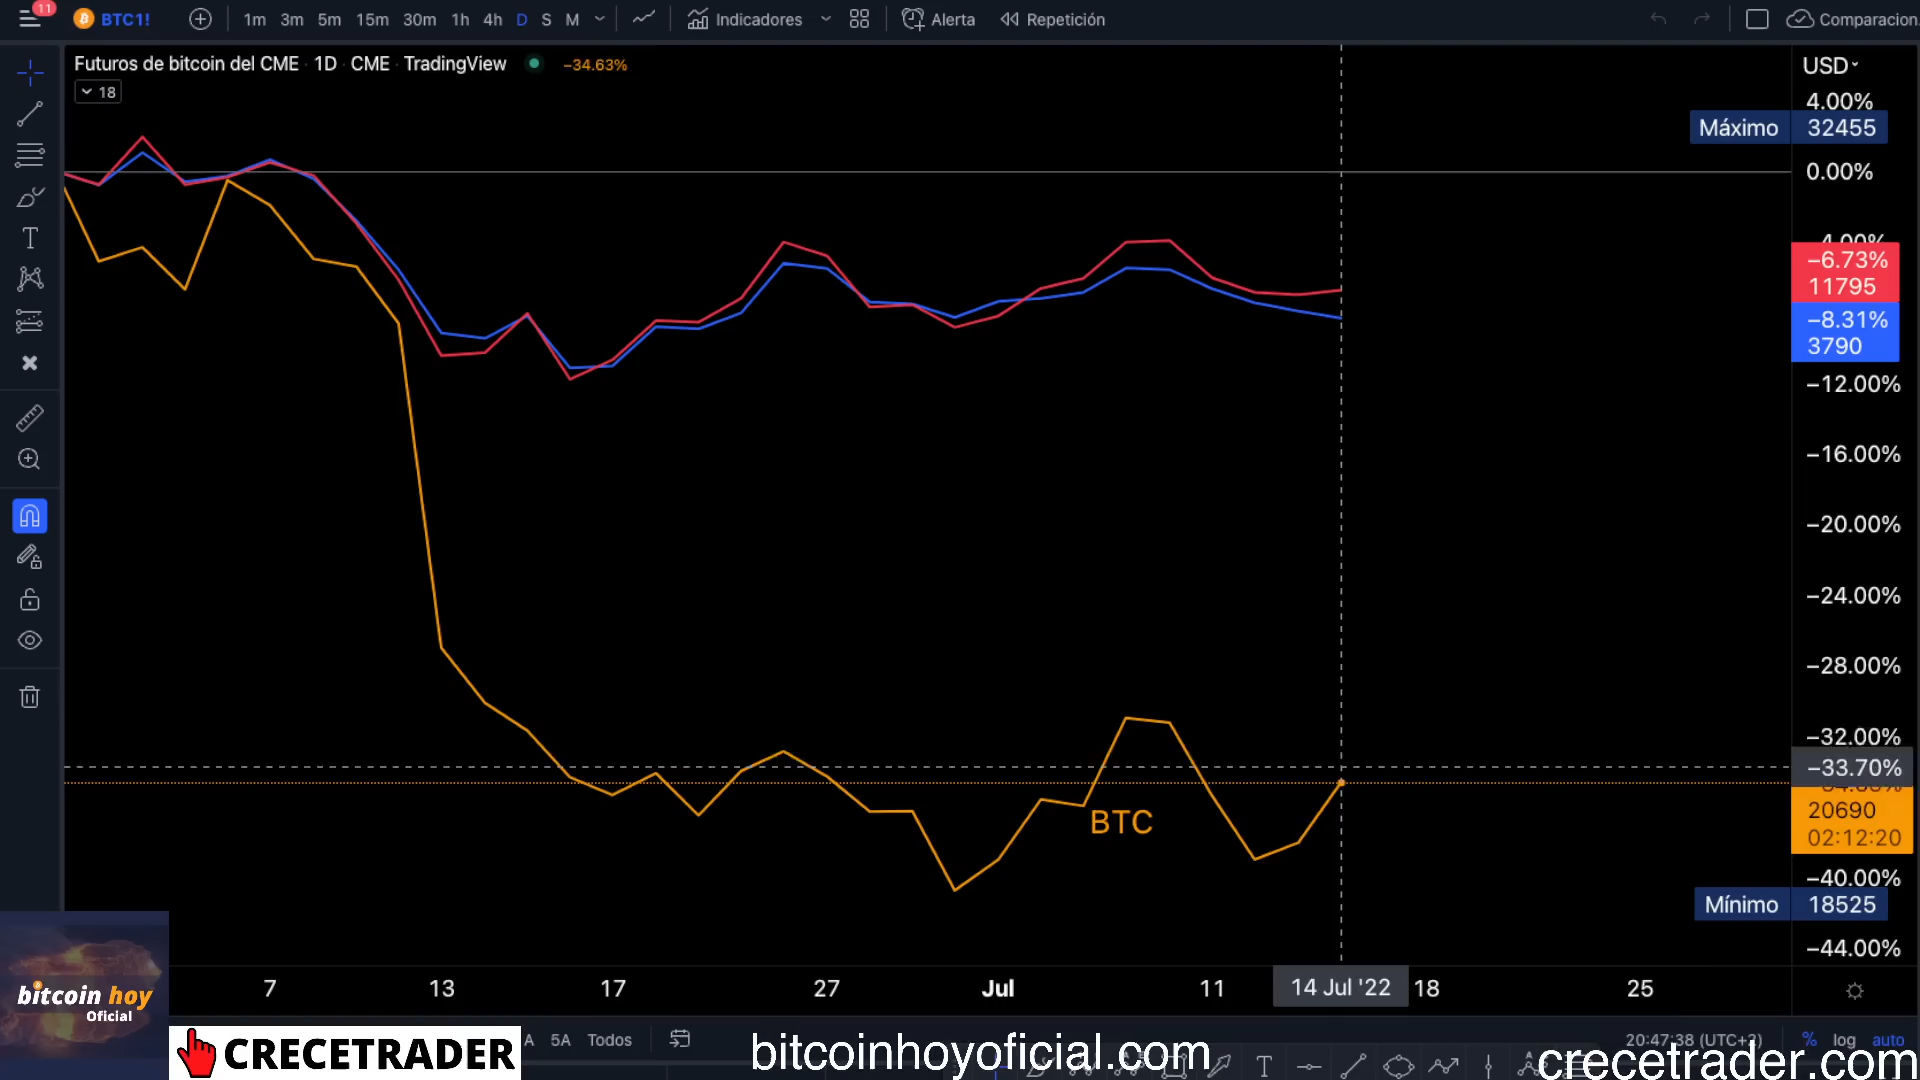 11
BTC1!
1m 3m 5m 15m 30m 1h 4h D S M
Indicadores
Alerta
Repetición
Comparacion
Futuros de bitcoin del CME · 1D · CME · TradingView
−34.63%
18
USD
4.00%
Máximo 32455
0.00%
−6.73%
11795
−8.31%
3790
−12.00%
−16.00%
−20.00%
−24.00%
−28.00%
−32.00%
−33.70%
20690
02:12:20
BTC
−40.00%
Mínimo 18525
−44.00%
7 13 17 27 Jul 11 14 Jul '22 18 25
bitcoin hoy
Oficial
CRECETRADER
A 5A Todos
bitcoinhoyoficial.com
20:47:38
% log auto
crecetrader.com